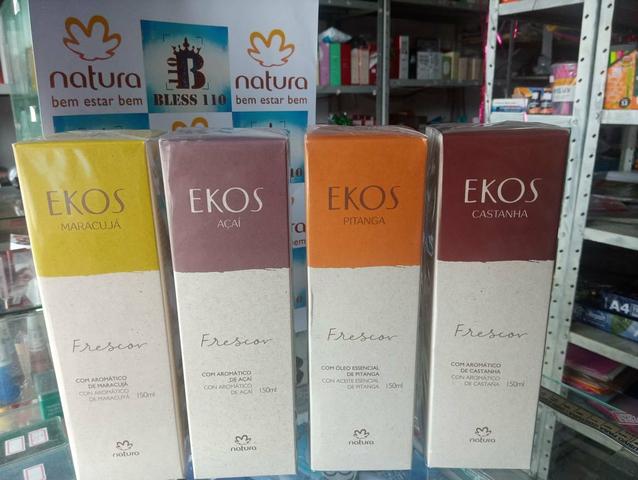 natura
bem estar bem
B
BLESS 110
natura
bem estar bem
EKOS
MARACUJÁ
Frescor
COM AROMÁTICO
DE MARACUJÁ
CON AROMÁTICO
DE MARACUYÁ
150ml
natura
EKOS
AÇAÍ
Frescor
COM AROMÁTICO
DE AÇAÍ
CON AROMÁTICO
DE AÇAÍ
150ml
natura
EKOS
PITANGA
Frescor
COM ÓLEO ESSENCIAL
DE PITANGA
CON ACEITE ESENCIAL
DE PITANGA
150ml
natura
EKOS
CASTANHA
Frescor
COM AROMÁTICO
DE CASTANHA
CON AROMÁTICO
DE CASTAÑA
150ml
natura
110
A4